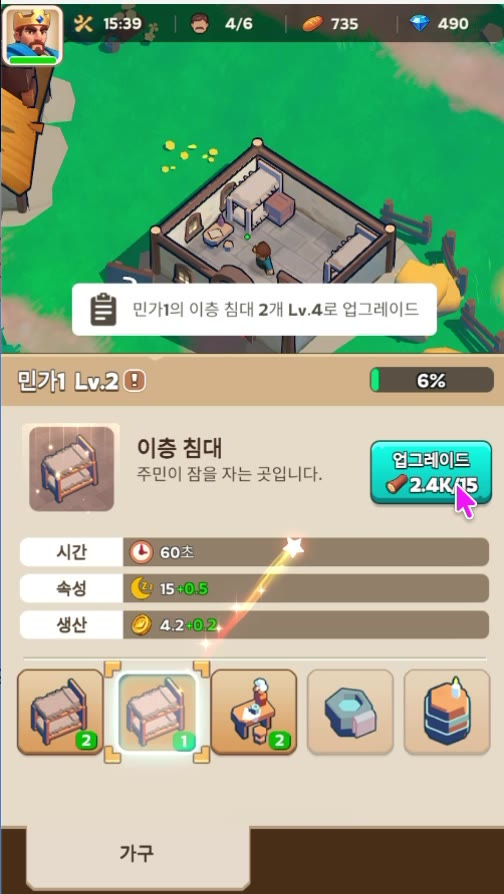 15:39 4/6 735 490
민가1의 이층 침대 2개 Lv.4로 업그레이드
민가1 Lv.2 ! 6%
이층 침대
주민이 잠을 자는 곳입니다.
업그레이드
2.4K/15
시간 60초
속성 15+0.5
생산 4.2+0.2
2 1 2
가구